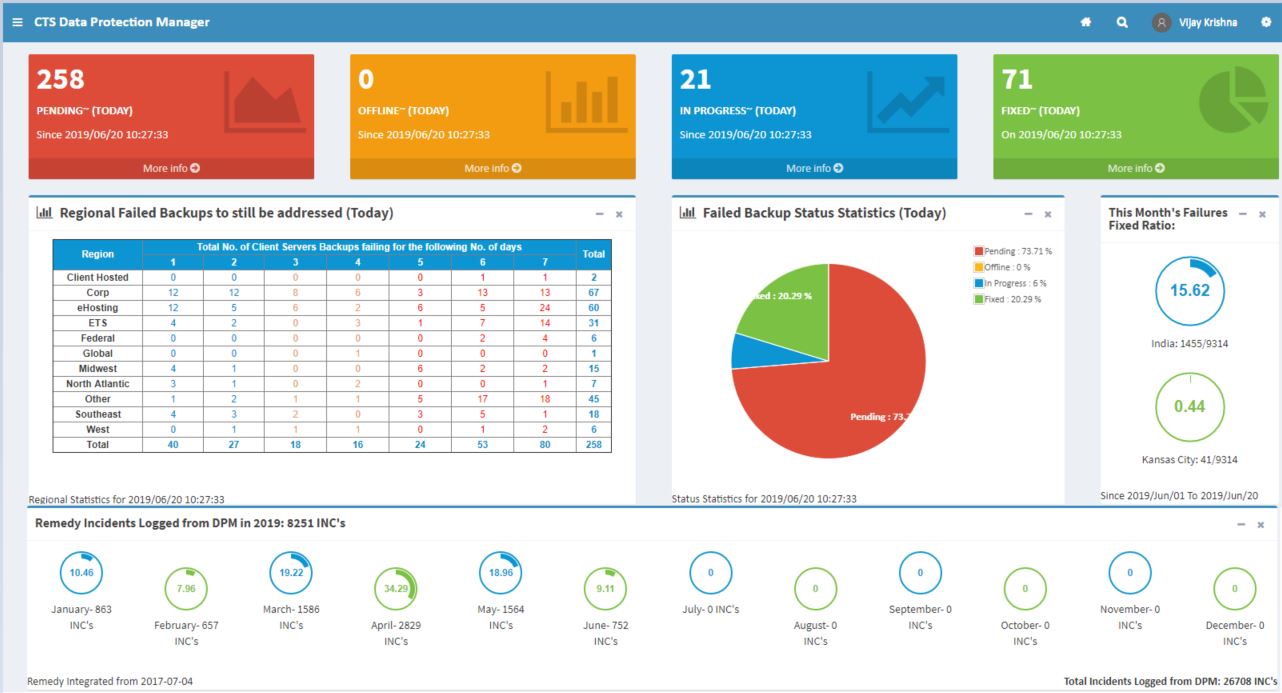 CTS Data Protection Manager
Vijay Krishna
258
PENDING~ (TODAY)
Since 2019/06/20 10:27:33
More info
0
OFFLINE~ (TODAY)
Since 2019/06/20 10:27:33
More info
21
IN PROGRESS~ (TODAY)
Since 2019/06/20 10:27:33
More info
71
FIXED~ (TODAY)
On 2019/06/20 10:27:33
More info
Regional Failed Backups to still be addressed (Today)
Region Total No. of Client Servers Backups failing for the following No. of days Total
1 2 3 4 5 6 7
Client Hosted 0 0 0 0 0 1 1 2
Corp 12 12 8 6 3 13 13 67
eHosting 12 5 6 2 6 5 24 60
ETS 4 2 0 3 1 7 14 31
Federal 0 0 0 0 0 2 4 6
Global 0 0 0 1 0 0 0 1
Midwest 4 1 0 0 6 2 2 15
North Atlantic 3 1 0 2 0 0 1 7
Other 1 2 1 1 5 17 18 45
Southeast 4 3 2 0 3 5 1 18
West 0 1 1 1 0 1 2 6
Total 40 27 18 16 24 53 80 258
Regional Statistics for 2019/06/20 10:27:33
Failed Backup Status Statistics (Today)
Pending : 73.71 %
Offline : 0 %
In Progress : 6 %
Fixed : 20.29 %
xed : 20.29 %
Pending : 73.7
Status Statistics for 2019/06/20 10:27:33
This Month's Failures
Fixed Ratio:
15.62
India: 1455/9314
0.44
Kansas City: 41/9314
Since 2019/Jun/01 To 2019/Jun/20
Remedy Incidents Logged from DPM in 2019: 8251 INC's
10.46
January- 863
INC's
7.96
February- 657
INC's
19.22
March- 1586
INC's
34.29
April- 2829
INC's
18.96
May- 1564
INC's
9.11
June- 752
INC's
0
July- 0 INC's
0
August- 0
INC's
0
September- 0
INC's
0
October- 0
INC's
0
November- 0
INC's
0
December- 0
INC's
Remedy Integrated from 2017-07-04
Total Incidents Logged from DPM: 26708 INC's